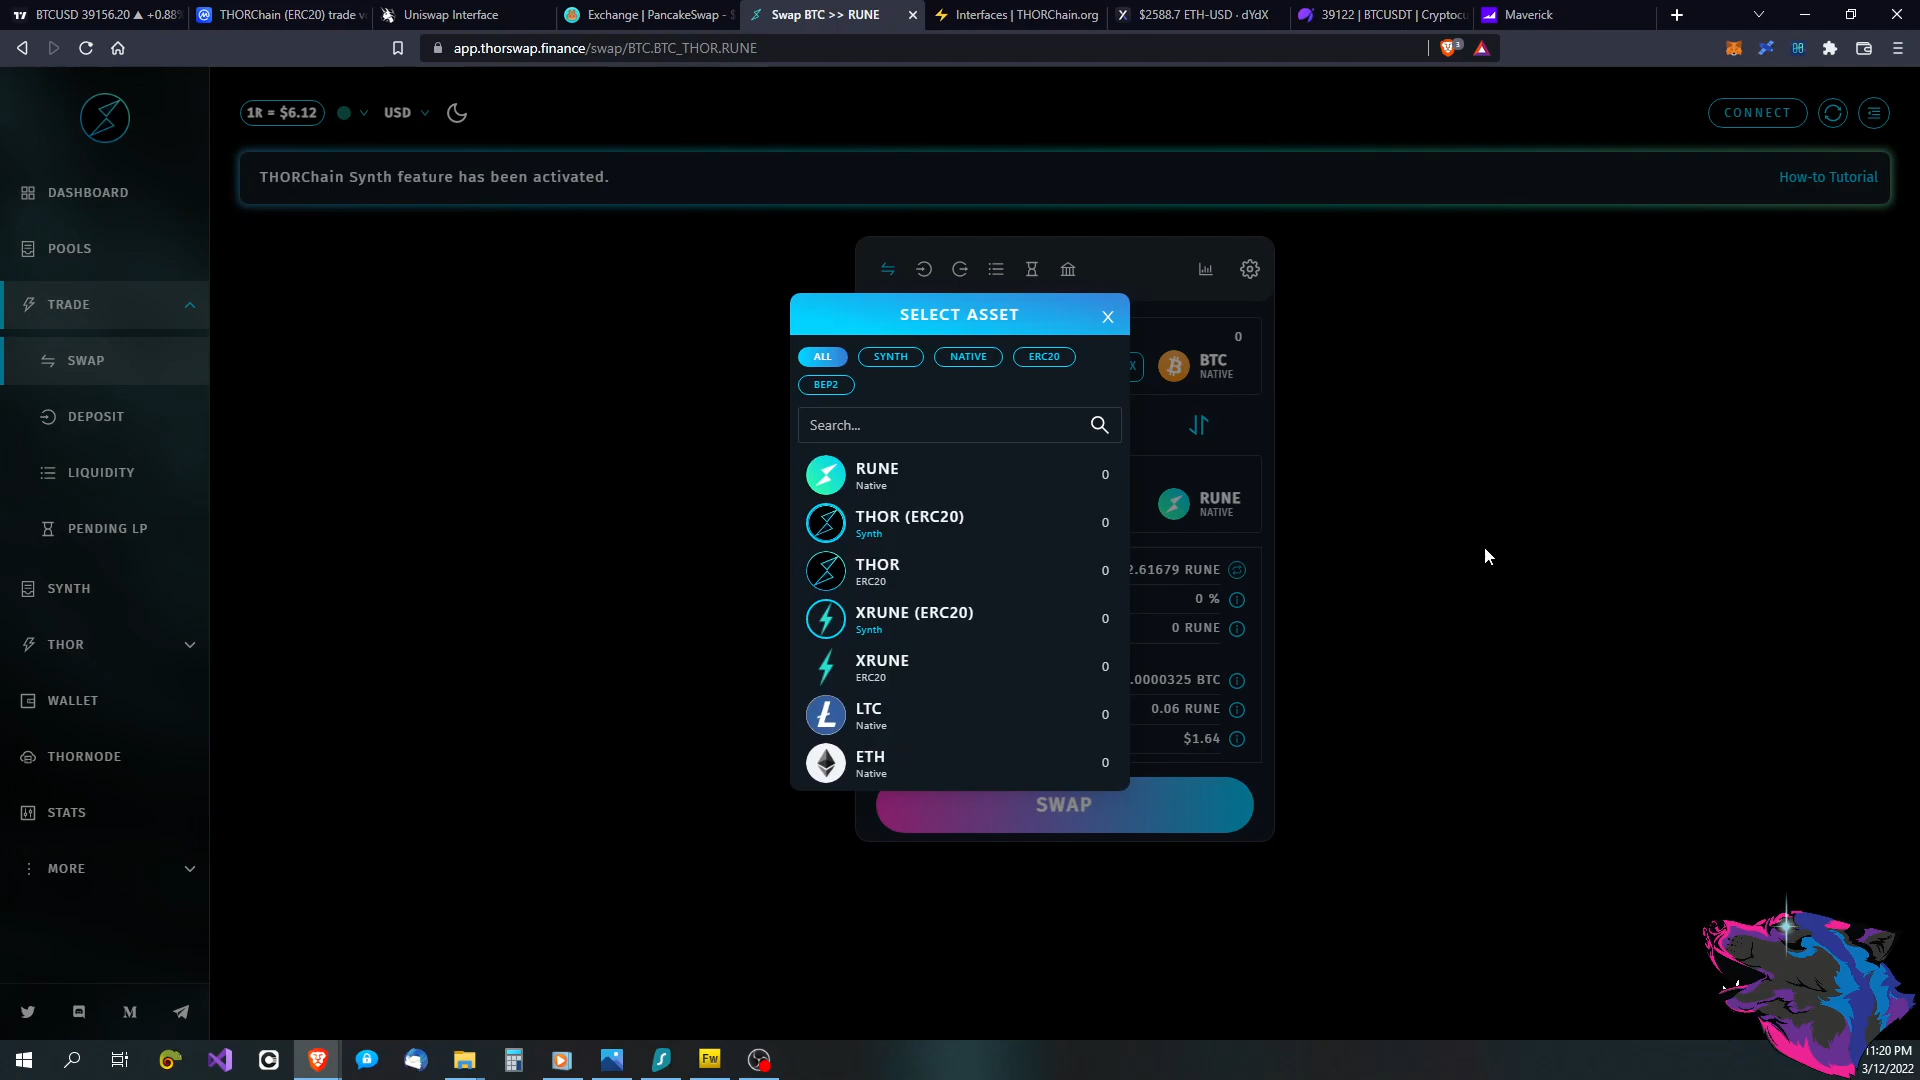 BTCUSD 39156.20 ▲ +0.88%
THORChain (ERC20) trade v
Uniswap Interface
Exchange | PancakeSwap - $
Swap BTC >> RUNE
Interfaces | THORChain.org
$2588.7 ETH-USD · dYdX
39122 | BTCUSDT | Cryptocu
Maverick
app.thorswap.finance/swap/BTC.BTC_THOR.RUNE
3
1R = $6.12
USD
CONNECT
THORChain Synth feature has been activated.
How-to Tutorial
DASHBOARD
POOLS
TRADE
SWAP
DEPOSIT
LIQUIDITY
PENDING LP
SYNTH
THOR
WALLET
THORNODE
STATS
MORE
SELECT ASSET
X
ALL
SYNTH
NATIVE
ERC20
BEP2
Search...
RUNE
Native
0
THOR (ERC20)
Synth
0
THOR
ERC20
0
XRUNE (ERC20)
Synth
0
XRUNE
ERC20
0
LTC
Native
0
ETH
Native
0
0
X
BTC
NATIVE
RUNE
NATIVE
2.61679 RUNE
0 %
0 RUNE
.0000325 BTC
0.06 RUNE
$1.64
SWAP
Fw
11:20 PM
3/12/2022